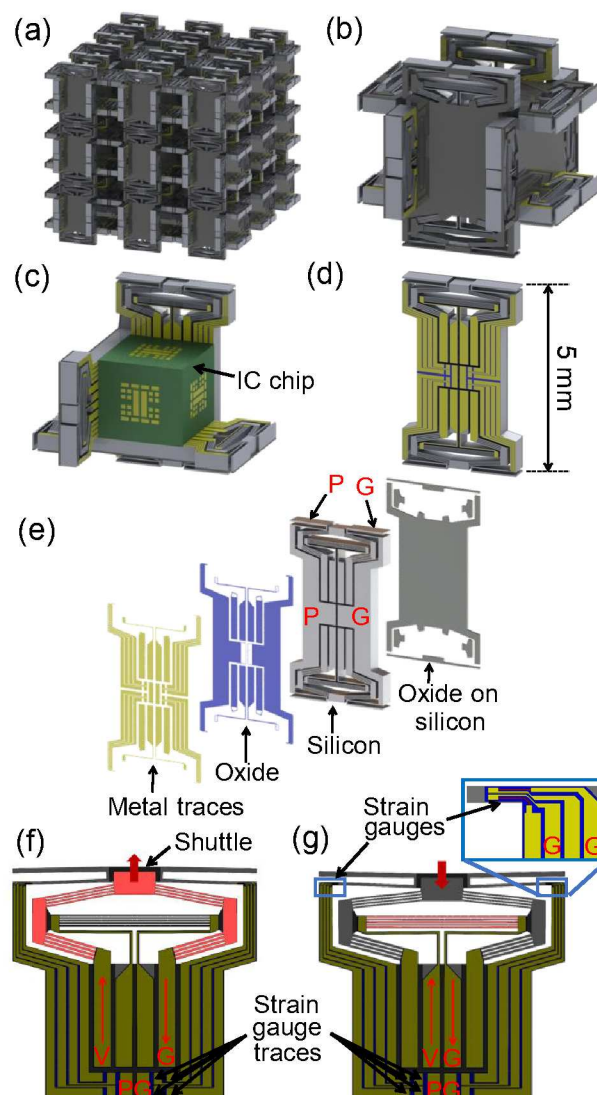 (a)
(b)
(c)
(d)
IC chip
5 mm
P G
(e)
P G
Oxide on
silicon
Silicon
Oxide
Metal traces
Strain
gauges
G G
(f)
Shuttle
(g)
V G
Strain
gauge
traces
V G
PG
PG